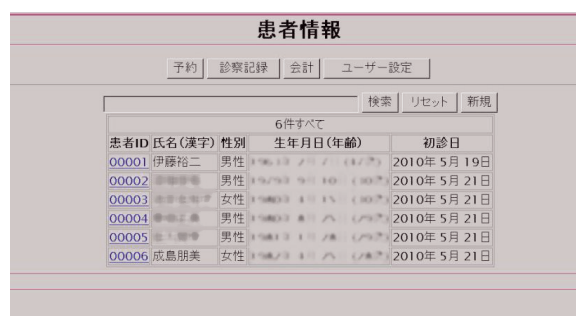 患者情報
予約 診察記録 会計 ユーザー設定
検索 リセット 新規
6件すべて
患者ID 氏名(漢字) 性別 生年月日(年齢) 初診日
00001 伊藤裕二 男性 2010年 5月 19日
00002 男性 2010年 5月 21日
00003 女性 2010年 5月 21日
00004 男性 2010年 5月 21日
00005 男性 2010年 5月 21日
00006 成島朋美 女性 2010年 5月 21日